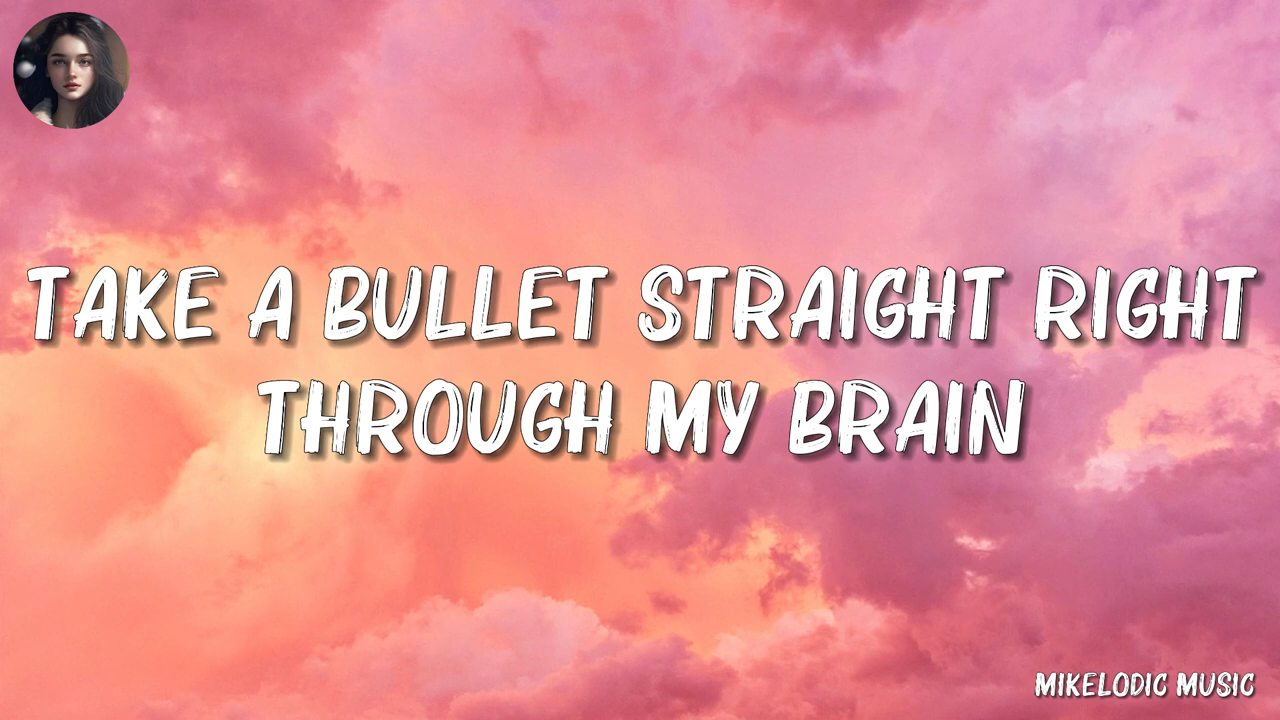 TAKE A BULLET STRAIGHT RIGHT
THROUGH MY BRAIN
MIKELODIC MUSIC